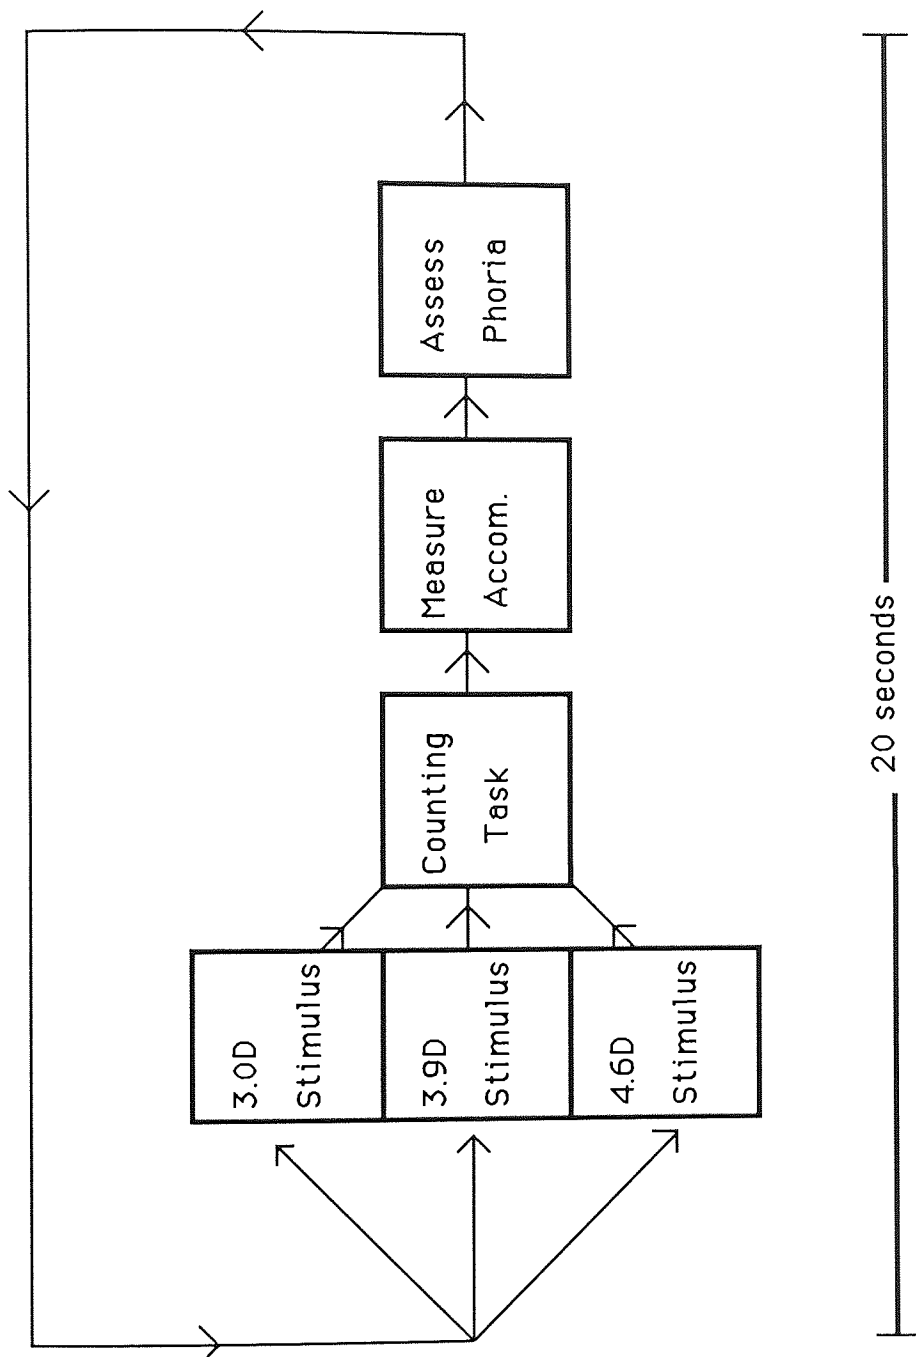 3.0D
Stimulus
3.9D
Stimulus
4.6D
Stimulus
Counting
Task
Measure
Accom.
Assess
Phoria
20 seconds